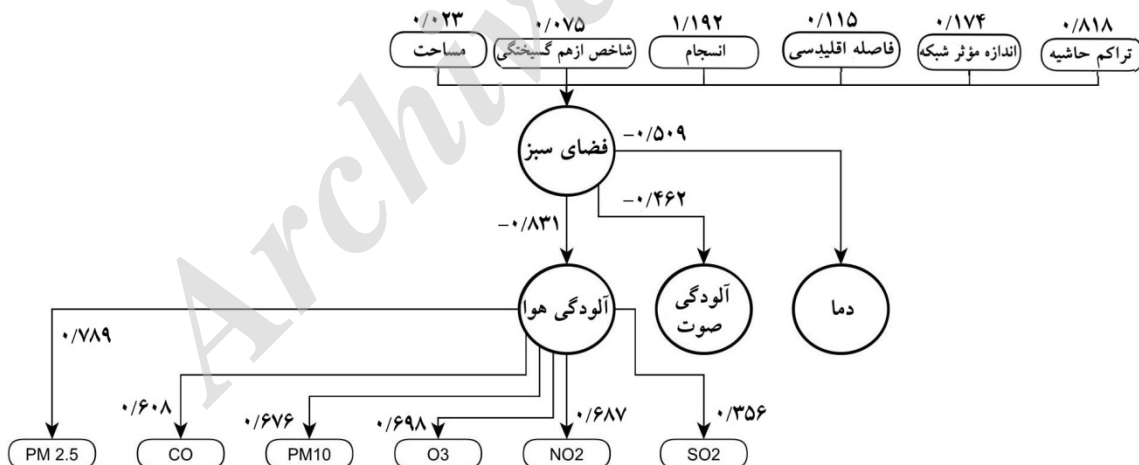 ۰/۰۲۳ ۰/۰۷۵ ۱/۱۹۲ ۰/۱۱۵ ۰/۱۷۴ ۰/۸۱۸
مساحت شاخص ازهم گسیختگی انسجام فاصله اقلیدسی اندازه مؤثر شبکه تراکم حاشیه
فضای سبز
−۰/۵۰۹
−۰/۴۶۲
−۰/۸۳۱
آلودگی هوا
آلودگی
صوت
دما
۰/۷۸۹
۰/۶۰۸ ۰/۶۷۶ ۰/۶۹۸ ۰/۶۸۷ ۰/۳۵۶
PM 2.5 CO PM10 O3 NO2 SO2
Archive